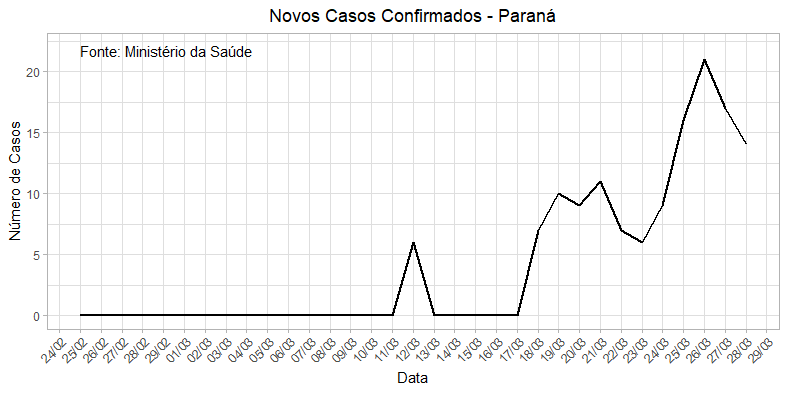 Novos Casos Confirmados - Paraná
Fonte: Ministério da Saúde
Número de Casos
20
15
10
5
0
24/02 25/02 26/02 27/02 28/02 29/02 01/03 02/03 03/03 04/03 05/03 06/03 07/03 08/03 09/03 10/03 11/03 12/03 13/03 14/03 15/03 16/03 17/03 18/03 19/03 20/03 21/03 22/03 23/03 24/03 25/03 26/03 27/03 28/03 29/03
Data